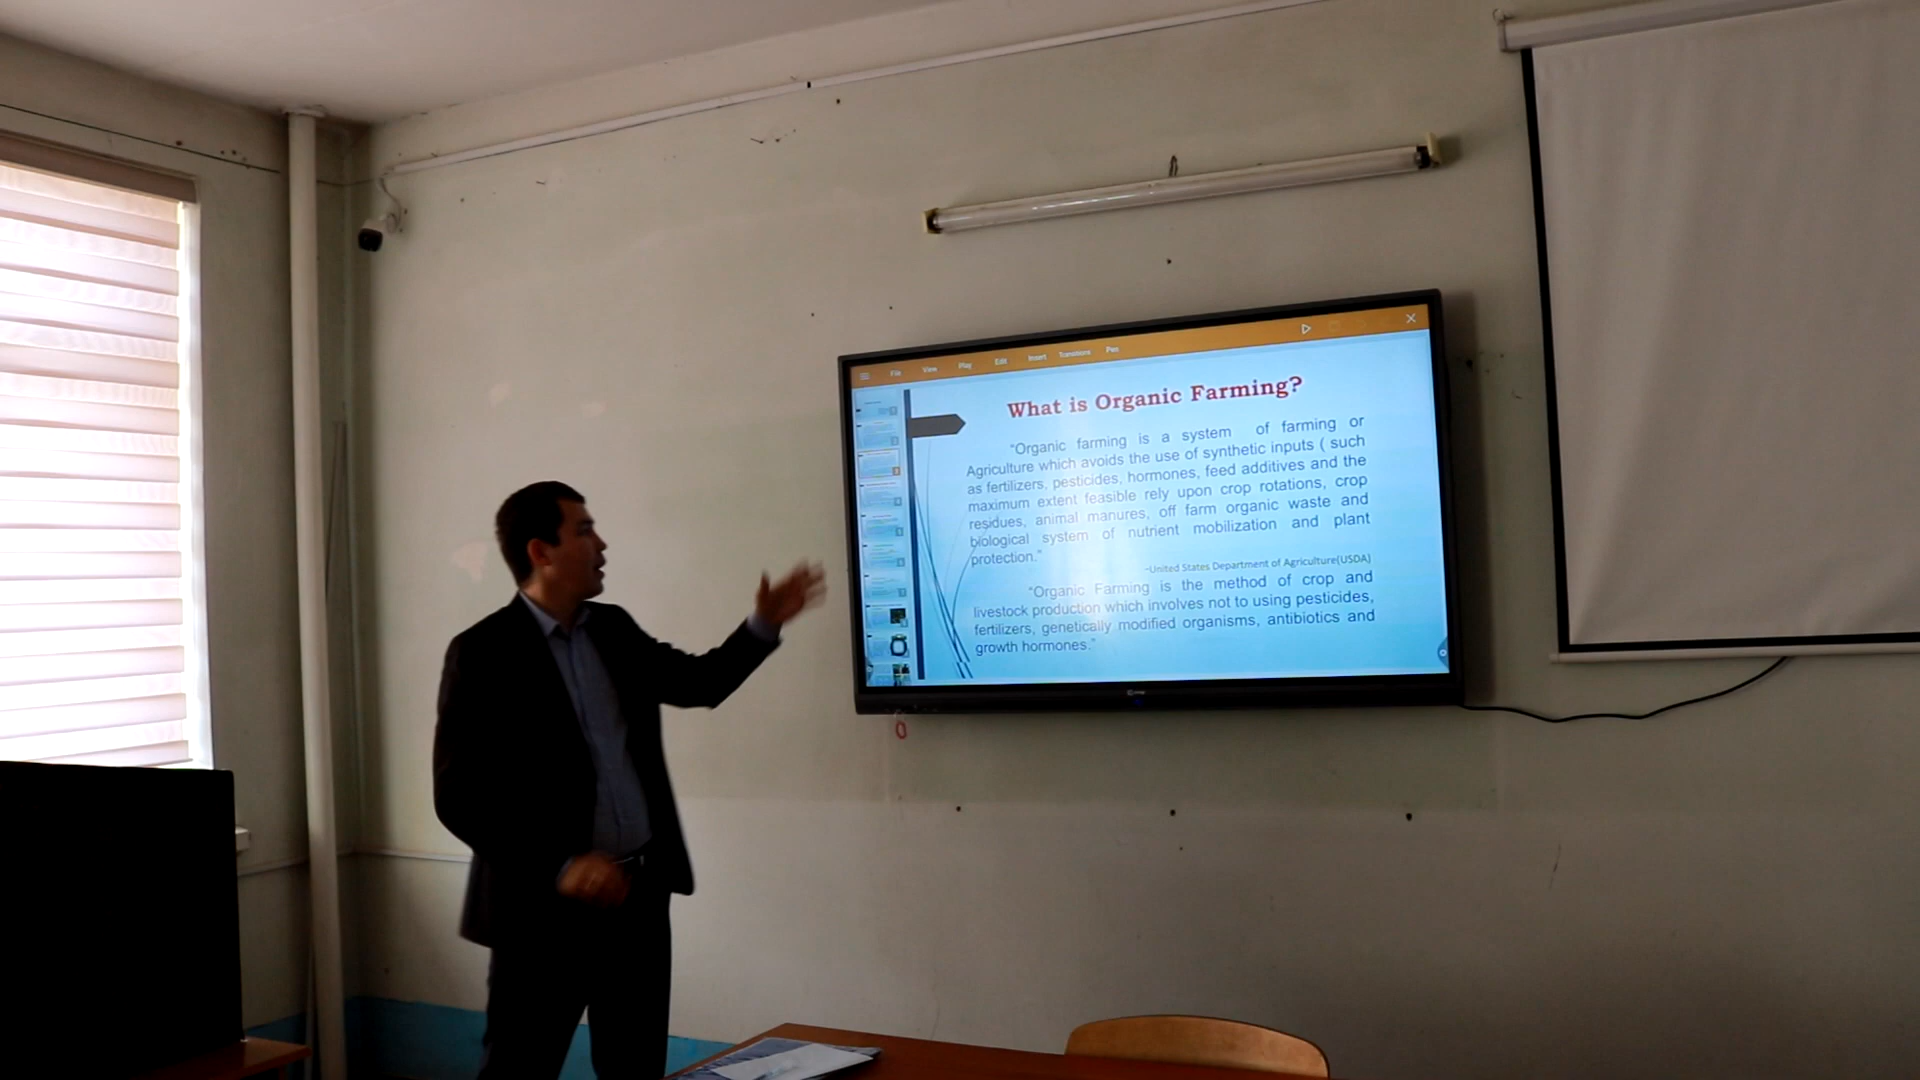 File View Play Edit Insert Transitions Pen
What is Organic Farming?
"Organic farming is a system of farming or
Agriculture which avoids the use of synthetic inputs ( such
as fertilizers, pesticides, hormones, feed additives and the
maximum extent feasible rely upon crop rotations, crop
residues, animal manures, off farm organic waste and
biological system of nutrient mobilization and plant
protection."
-United States Department of Agriculture(USDA)
"Organic Farming is the method of crop and
livestock production which involves not to using pesticides,
fertilizers, genetically modified organisms, antibiotics and
growth hormones."